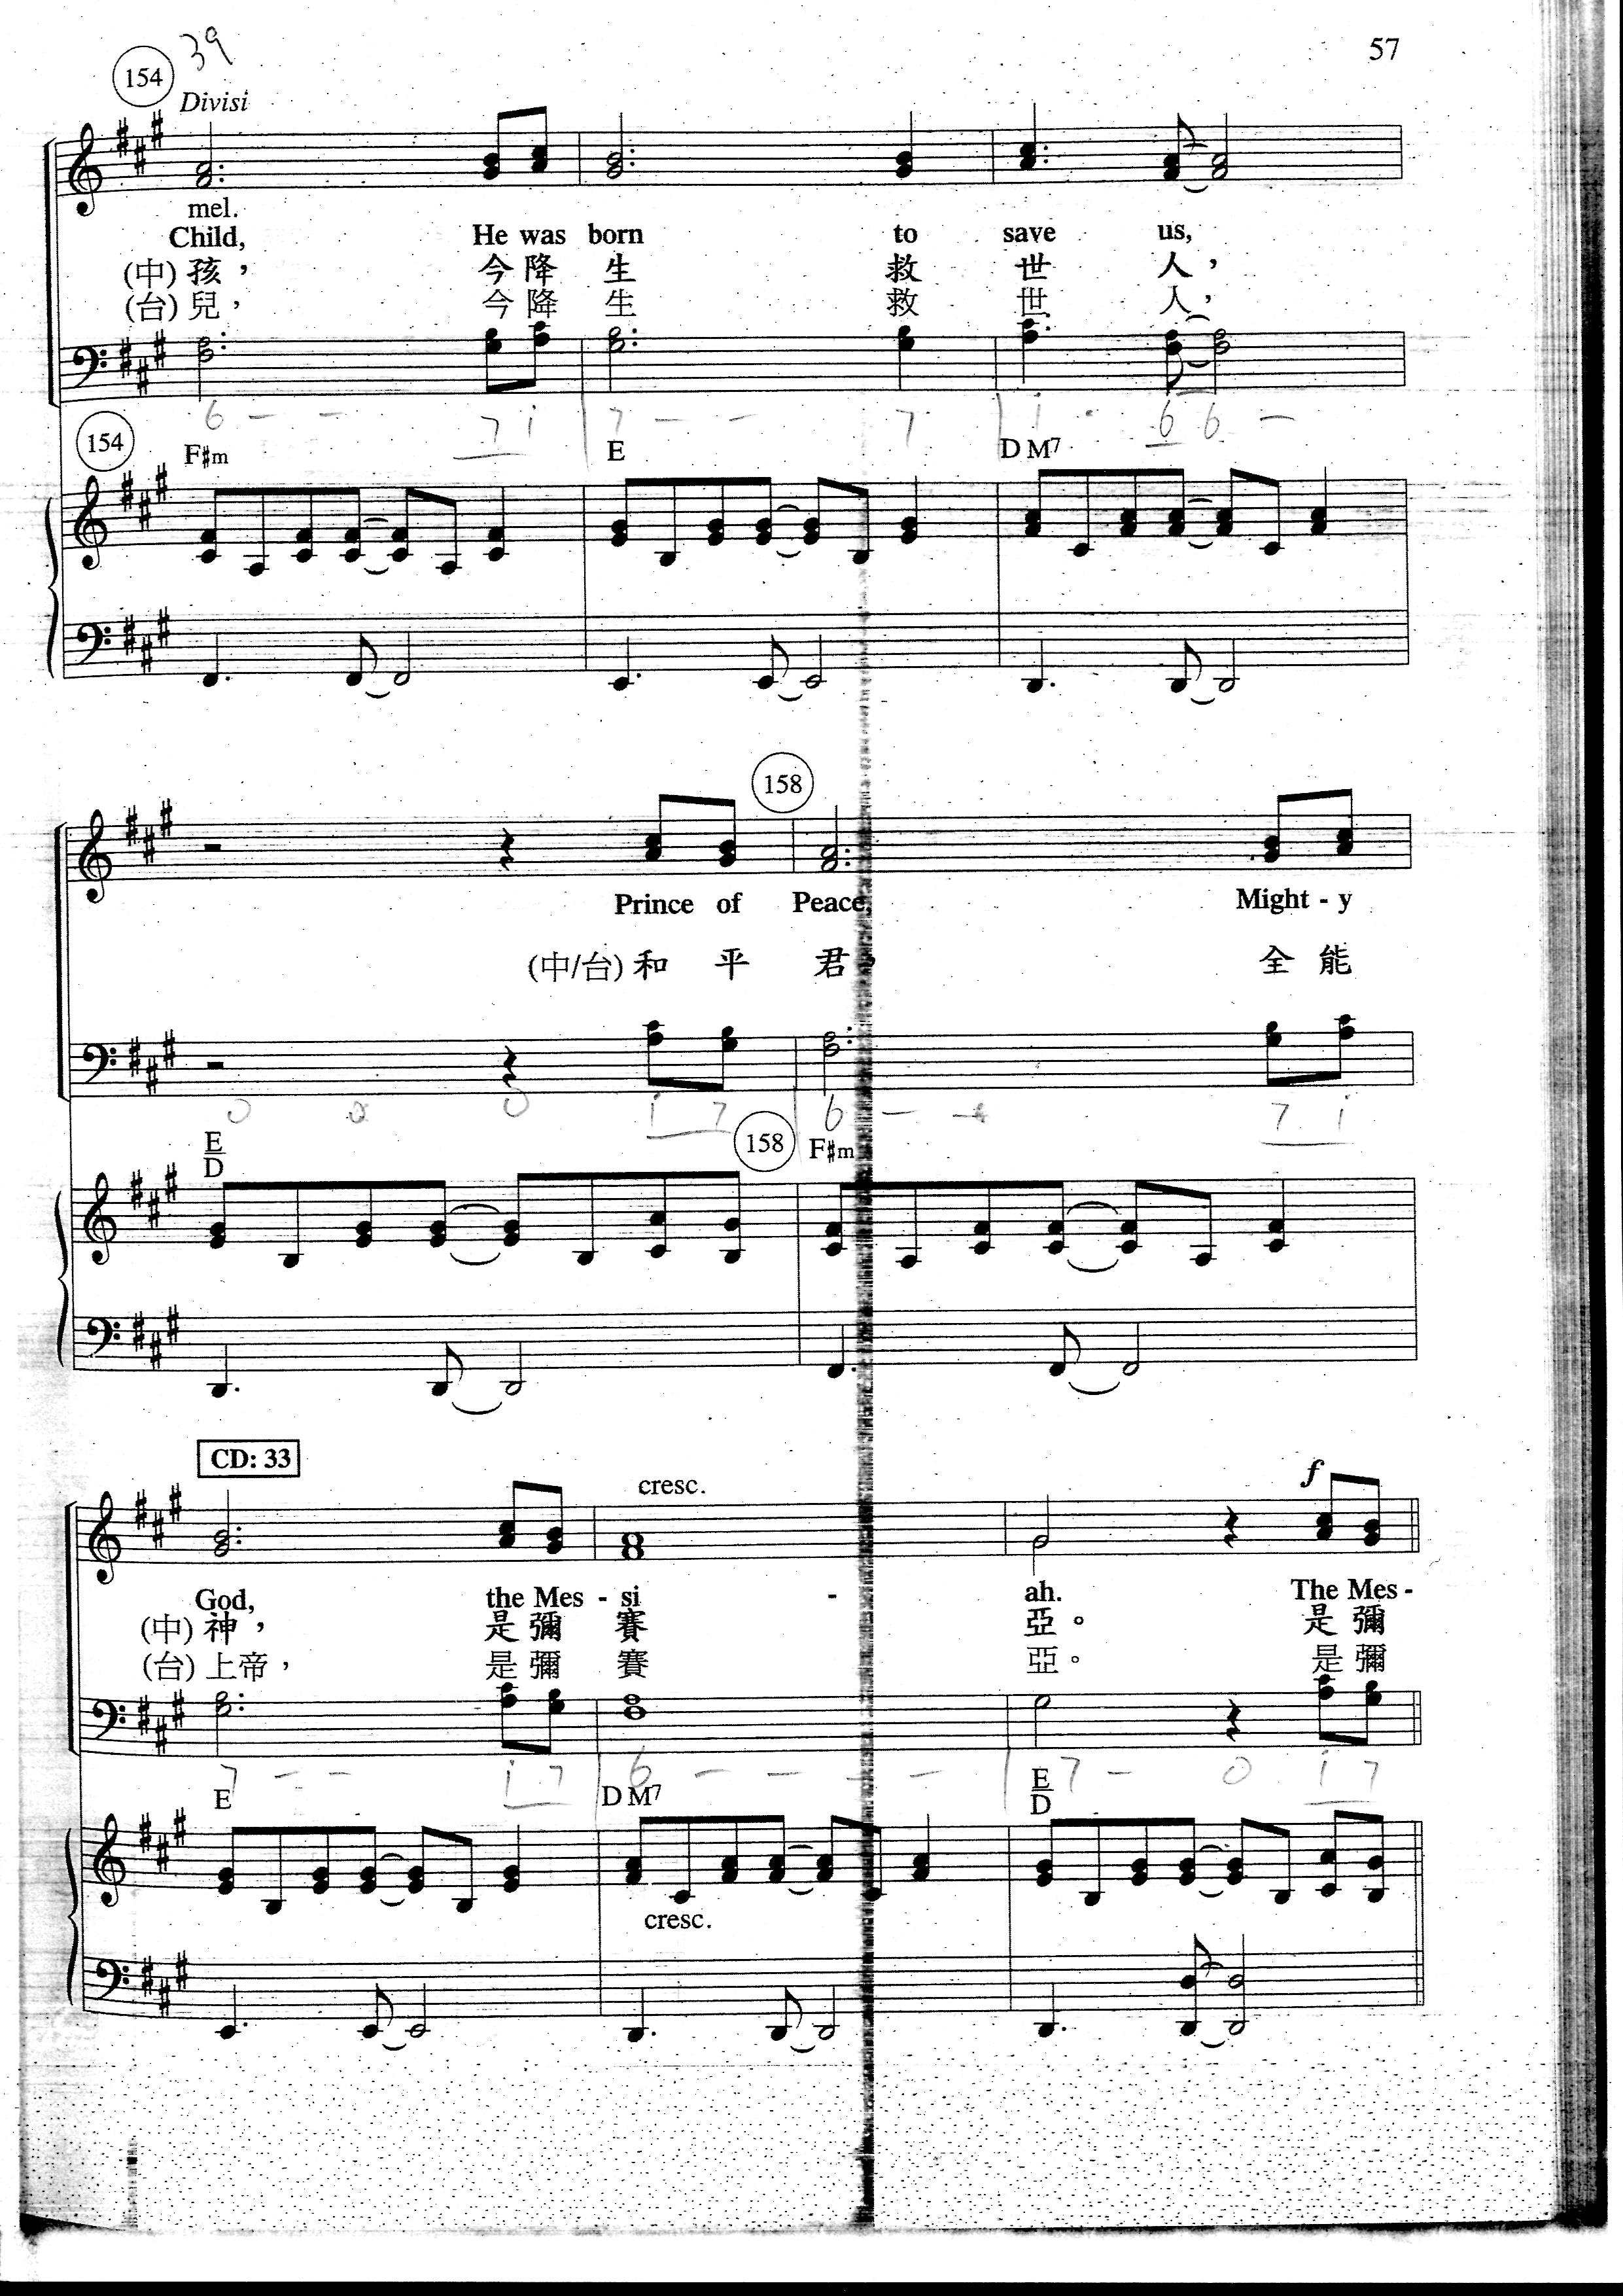 39
57
154
Divisi
mel.
Child, He was born to save us,
(中) 孩， 今 降 生 救 世 人，
(台) 兒， 今 降 生 救 世 人，
6 - - 7 i 7 - - 7 i · 6 6 -
154
F#m E D M7
158
Prince of Peace, Might - y
(中/台) 和 平 君， 全 能
0 0 0 i 7 6 - - 7 i
E
D
158 F#m
CD: 33
cresc. f
God, the Mes - si - ah. The Mes -
(中) 神， 是 彌 賽 亞。 是 彌
(台) 上帝， 是 彌 賽 亞。 是 彌
7 - - i 7 6 - - - - 7 - 0 i 7
E D M7 E
D
cresc.